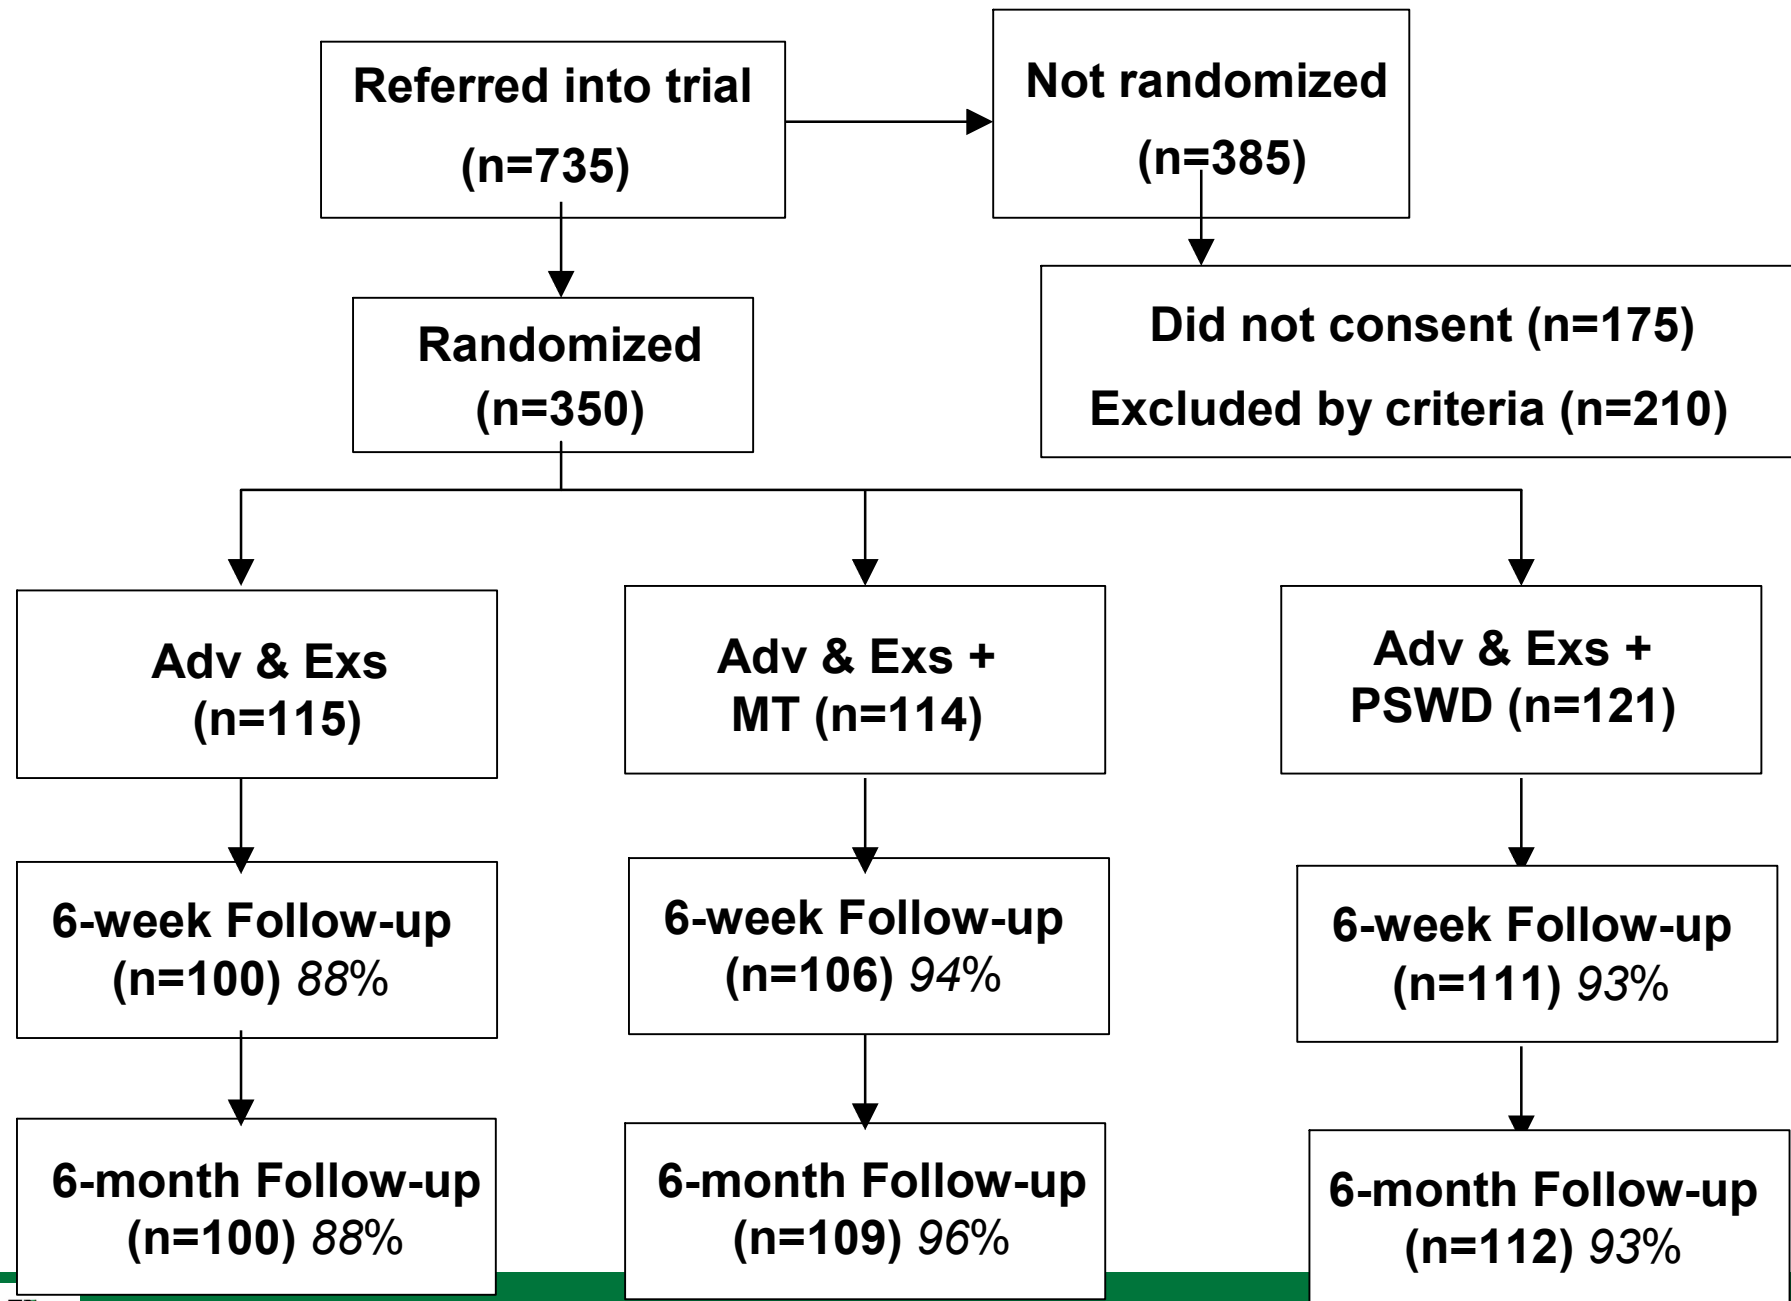 Referred into trial
(n=735)
Not randomized
(n=385)
Did not consent (n=175)
Excluded by criteria (n=210)
Randomized
(n=350)
Adv & Exs
(n=115)
Adv & Exs +
MT (n=114)
Adv & Exs +
PSWD (n=121)
6-week Follow-up
(n=100) 88%
6-week Follow-up
(n=106) 94%
6-week Follow-up
(n=111) 93%
6-month Follow-up
(n=100) 88%
6-month Follow-up
(n=109) 96%
6-month Follow-up
(n=112) 93%